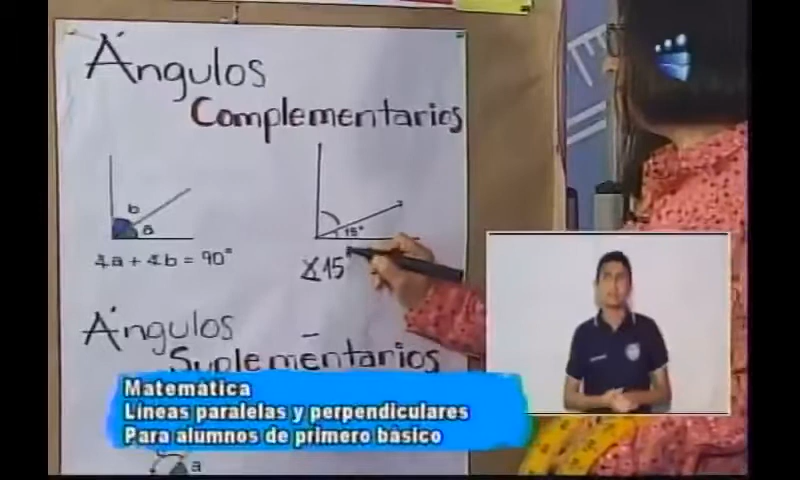 Ángulos
Complementarios
b
a
15°
∡a + ∡b = 90°
∡15°
Ángulos
Suplementarios
Matemática
Líneas paralelas y perpendiculares
Para alumnos de primero básico
a